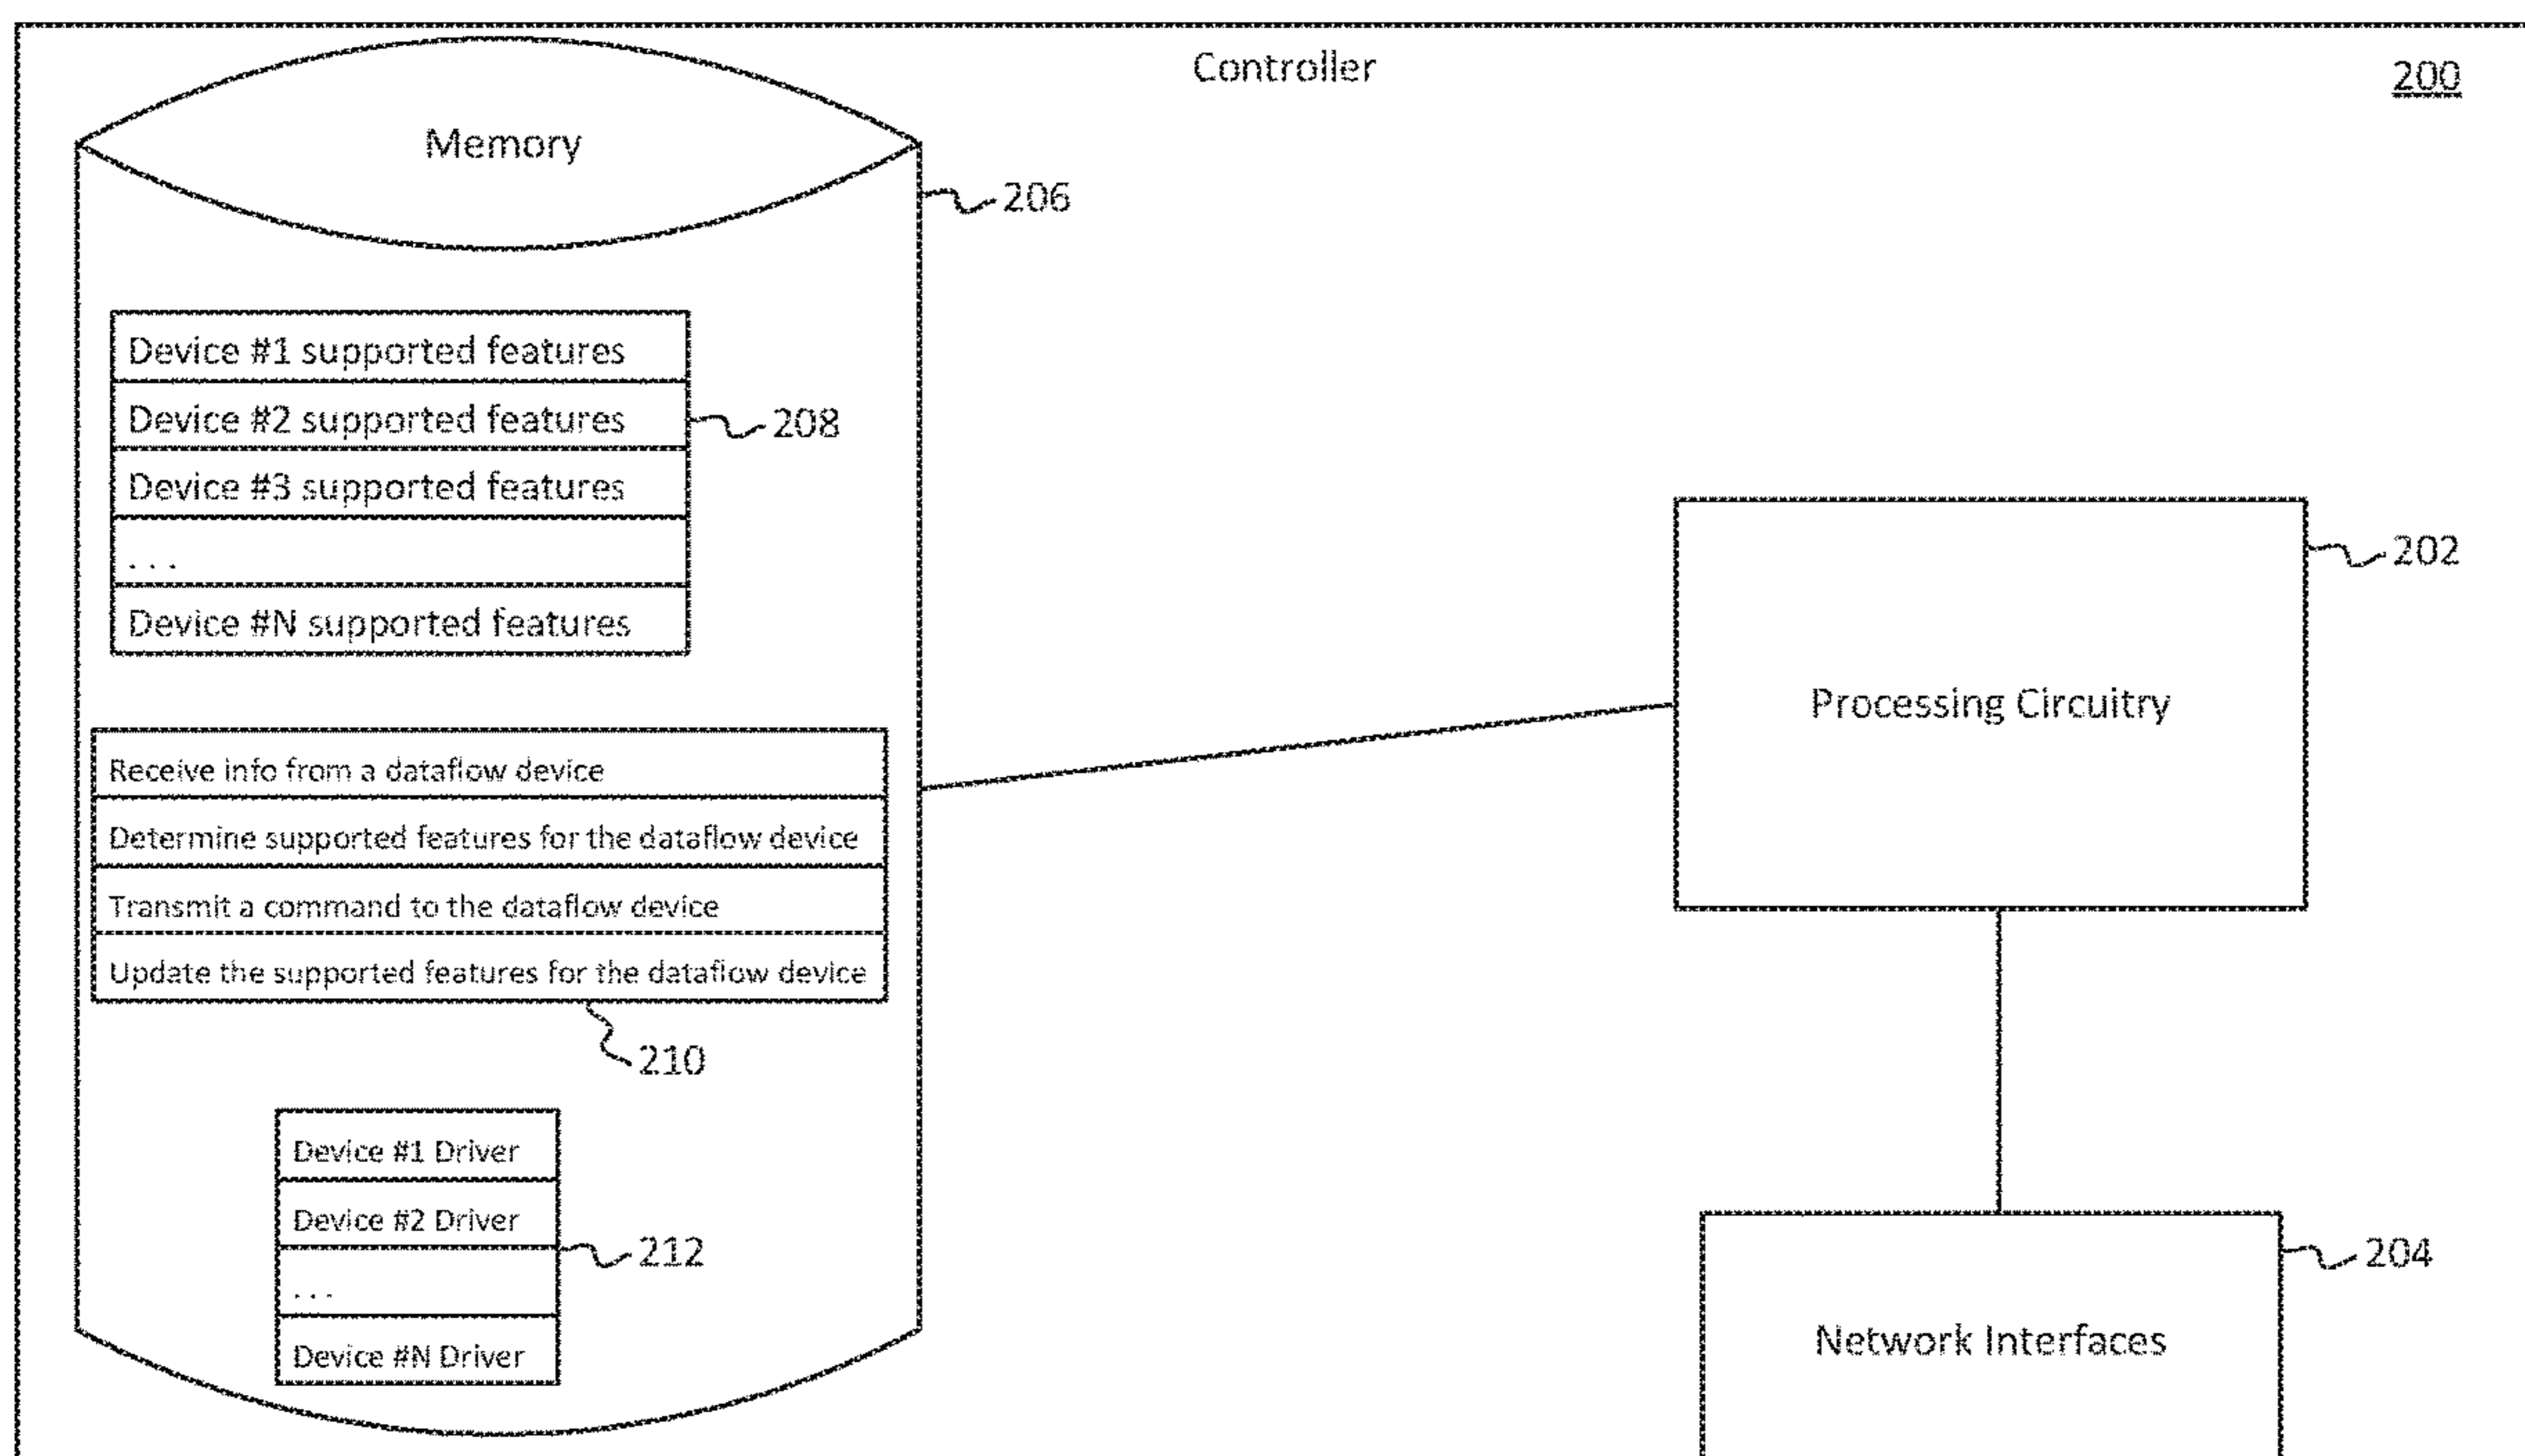 Controller
200
Memory
206
Device #1 supported features
Device #2 supported features
208
Device #3 supported features
. . .
Device #N supported features
202
Processing Circuitry
Receive info from a dataflow device
Determine supported features for the dataflow device
Transmit a command to the dataflow device
Update the supported features for the dataflow device
210
Device #1 Driver
Device #2 Driver
212
. . .
Device #N Driver
204
Network Interfaces